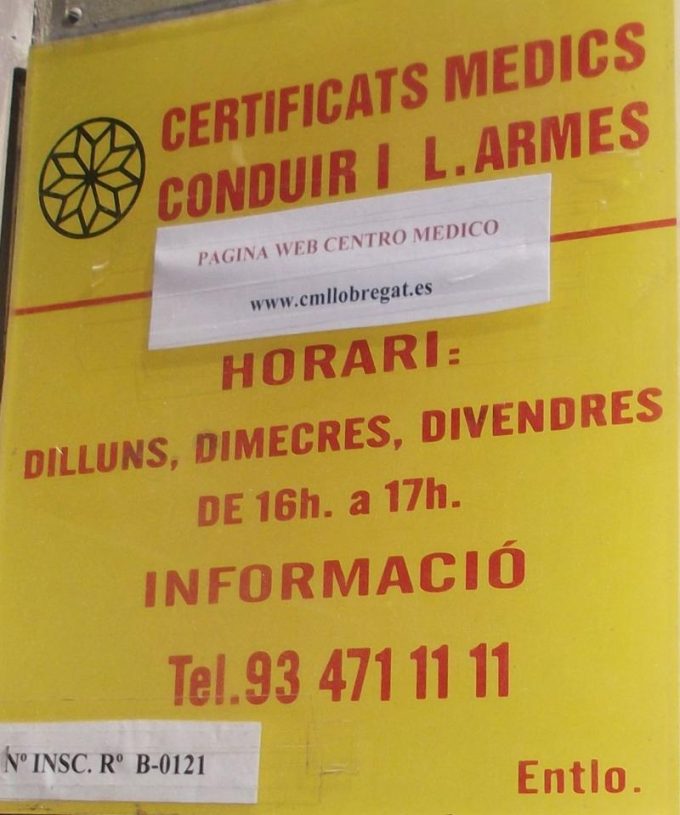 CERTIFICATS MEDICS
CONDUIR I L. ARMES
PAGINA WEB CENTRO MEDICO
www.cmllobregat.es
HORARI:
DILLUNS, DIMECRES, DIVENDRES
DE 16h. a 17h.
INFORMACIÓ
Tel.93 471 11 11
Nº INSC. Rº B-0121
Entlo.